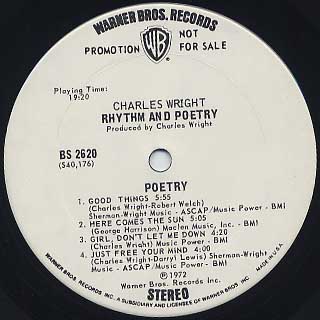 WARNER BROS. RECORDS
PROMOTION NOT FOR SALE
WB
Playing Time:
19:20
CHARLES WRIGHT
RHYTHM AND POETRY
Produced by Charles Wright
BS 2620
(S40,176)
POETRY
1. GOOD THINGS 5:55
(Charles Wright-Robert Welch)
Sherman-Wright Music - ASCAP/Music Power - BMI
2. HERE COMES THE SUN 5:05
(George Harrison) Maclen Music, Inc. - BMI
3. GIRL, DON'T LET ME DOWN 4:20
(Charles Wright) Music Power - BMI
4. JUST FREE YOUR MIND 4:00
(Charles Wright-Darryl Lewis) Sherman-Wright
Music - ASCAP/Music Power - BMI
℗ 1972
Warner Bros. Records Inc.
STEREO
WARNER BROS. RECORDS INC., A SUBSIDIARY AND LICENSEE OF WARNER BROS. INC.
MADE IN U.S.A.